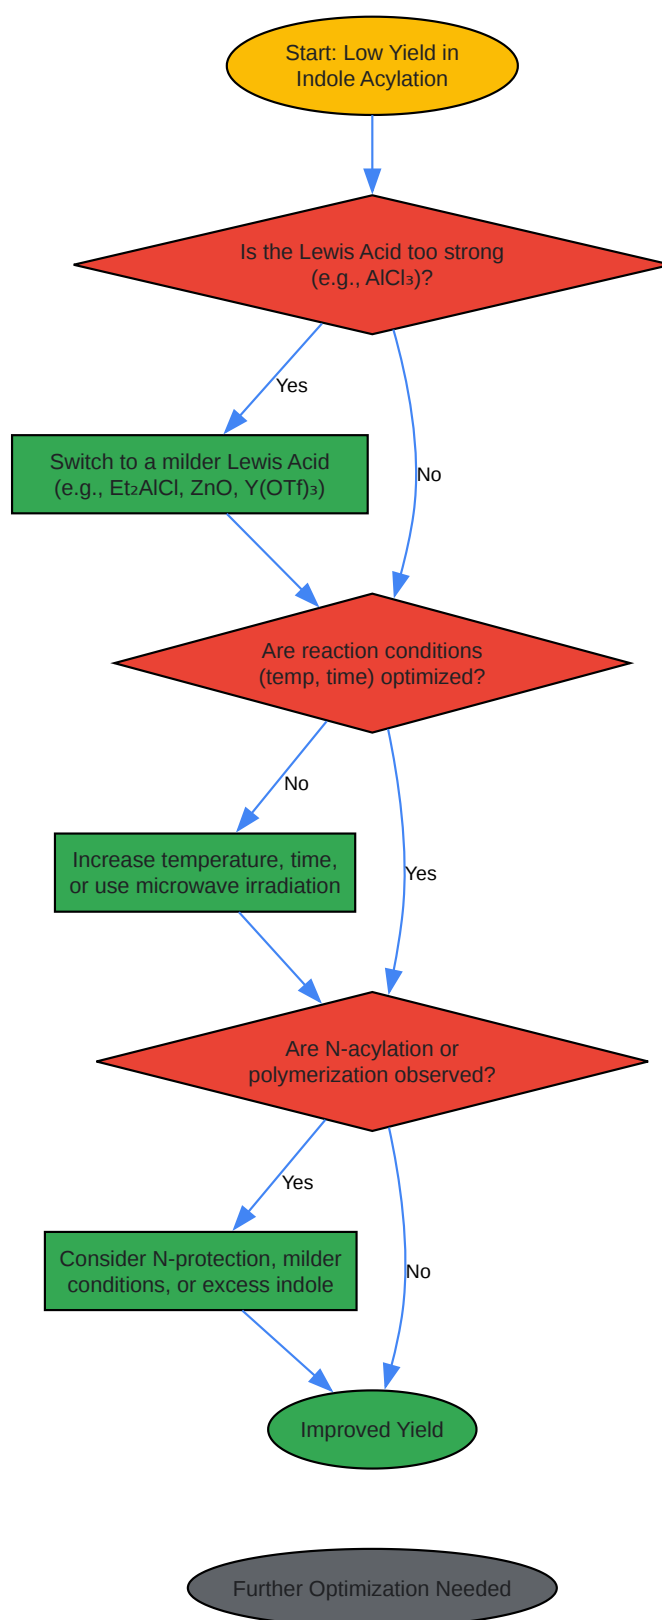 Start: Low Yield in
Indole Acylation
Is the Lewis Acid too strong
(e.g., AlCl₃)?
Yes
No
Switch to a milder Lewis Acid
(e.g., Et₂AlCl, ZnO, Y(OTf)₃)
Are reaction conditions
(temp, time) optimized?
No
Yes
Increase temperature, time,
or use microwave irradiation
Are N-acylation or
polymerization observed?
Yes
No
Consider N-protection, milder
conditions, or excess indole
Improved Yield
Further Optimization Needed